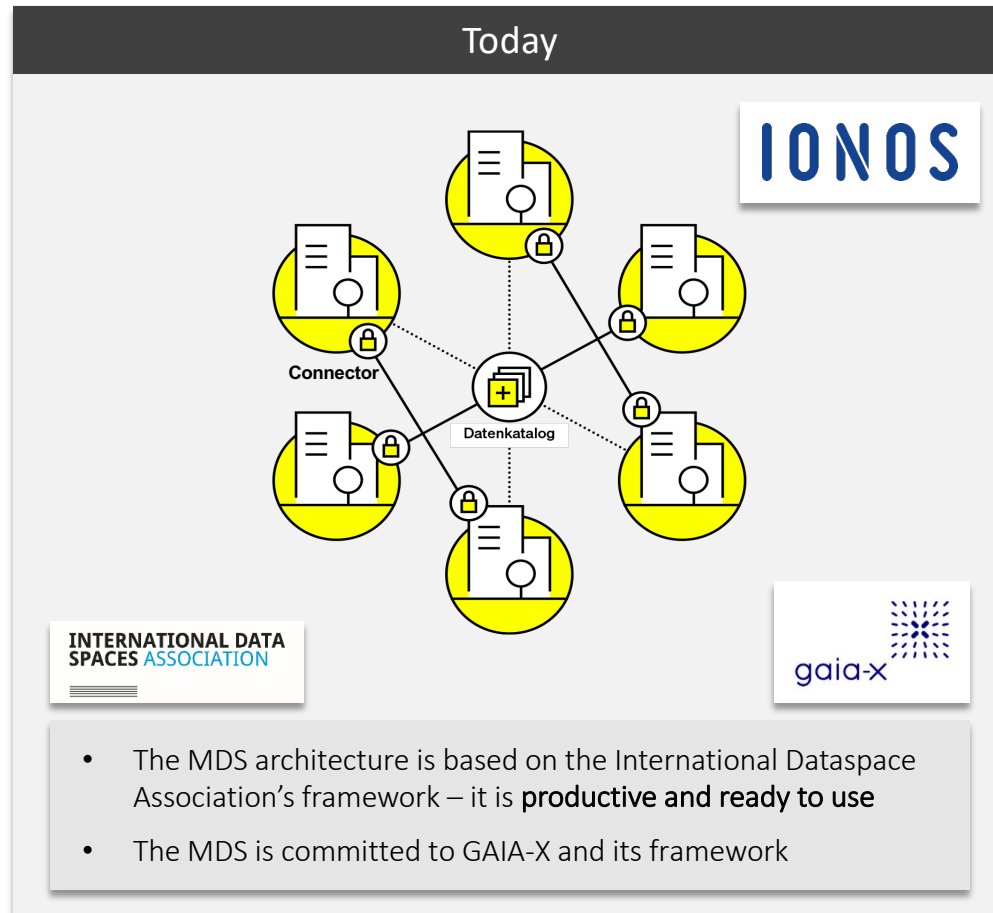 Today
IONOS
Connector
Datenkatalog
INTERNATIONAL DATA
SPACES ASSOCIATION
gaia-x
• The MDS architecture is based on the International Dataspace
Association’s framework – it is productive and ready to use
• The MDS is committed to GAIA-X and its framework